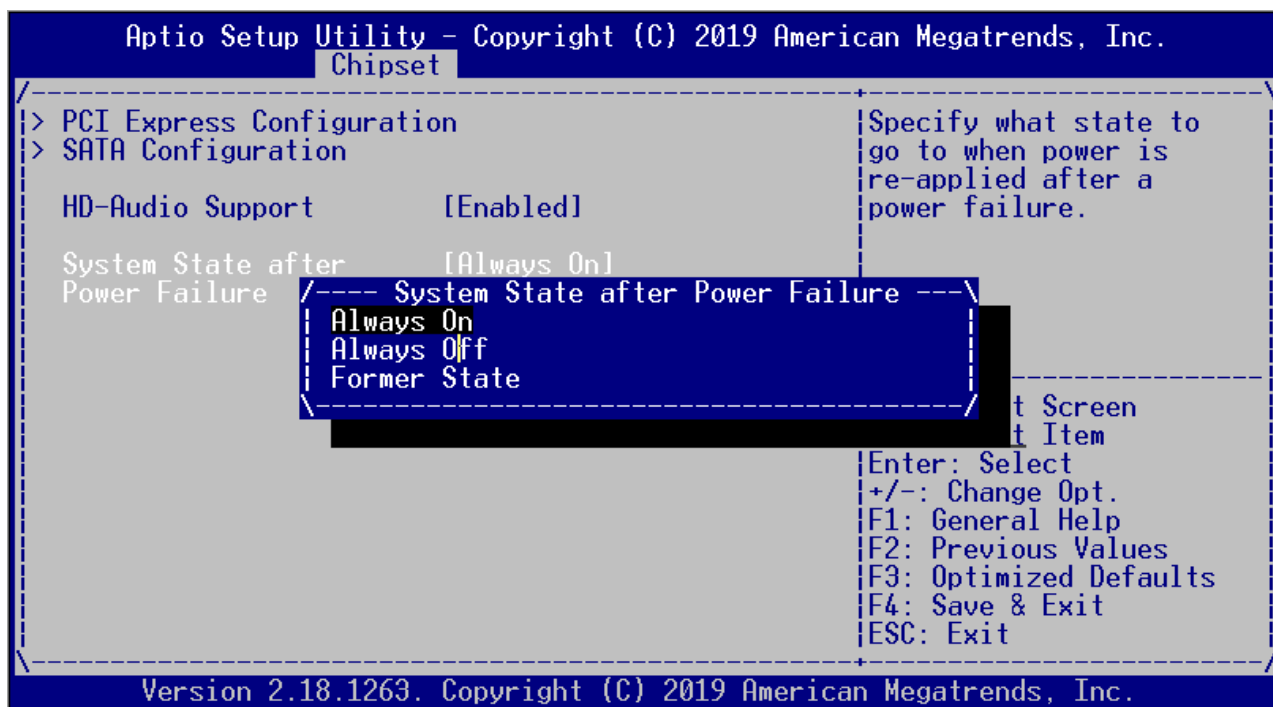 Aptio Setup Utility – Copyright (C) 2019 American Megatrends, Inc.
Chipset
> PCI Express Configuration
> SATA Configuration
HD-Audio Support [Enabled]
System State after [Always On]
Power Failure
Specify what state to
go to when power is
re-applied after a
power failure.
System State after Power Failure
Always On
Always Off
Former State
t Screen
t Item
Enter: Select
+/-: Change Opt.
F1: General Help
F2: Previous Values
F3: Optimized Defaults
F4: Save & Exit
ESC: Exit
Version 2.18.1263. Copyright (C) 2019 American Megatrends, Inc.